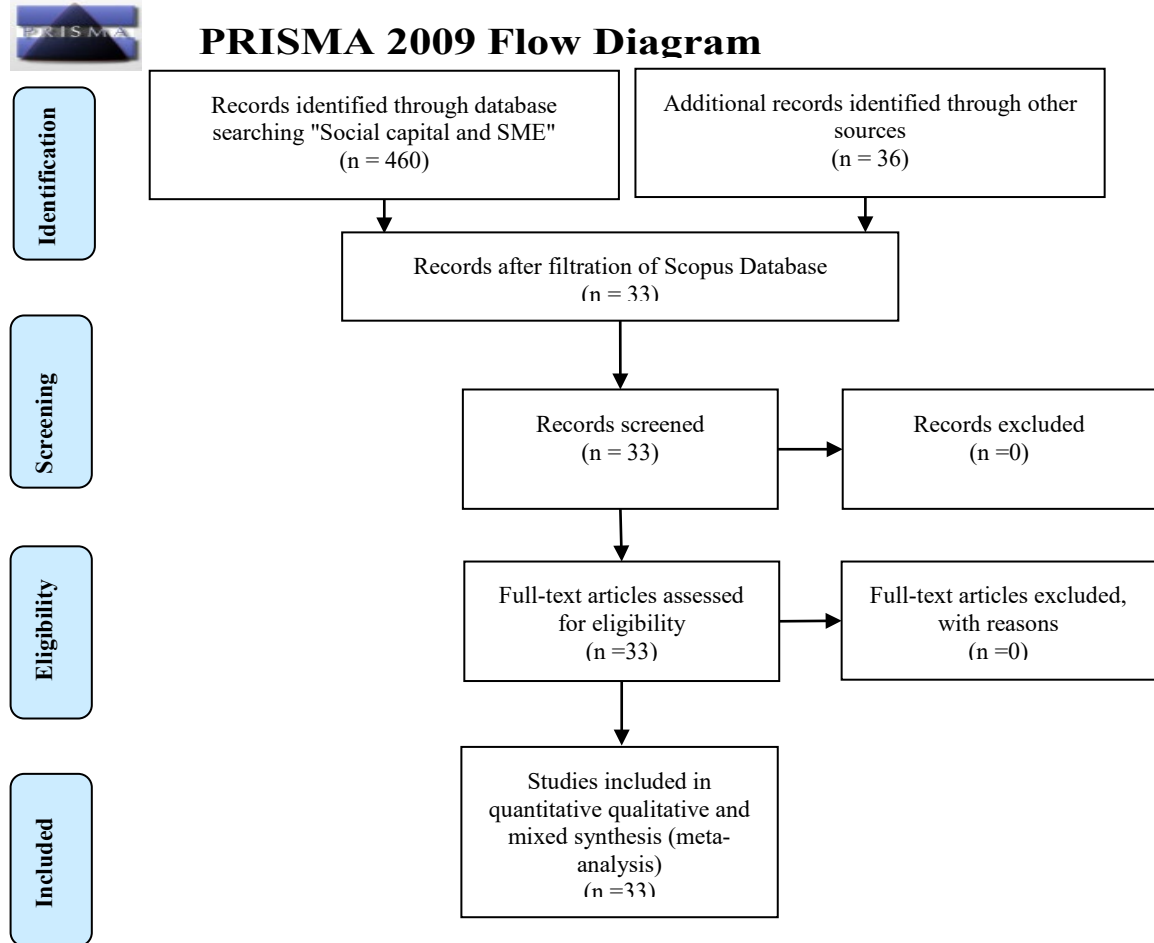 PRISMA
PRISMA 2009 Flow Diagram
Identification
Records identified through database
searching "Social capital and SME"
(n = 460)
Additional records identified through other
sources
(n = 36)
Records after filtration of Scopus Database
(n = 33)
Screening
Records screened
(n = 33)
Records excluded
(n =0)
Eligibility
Full-text articles assessed
for eligibility
(n =33)
Full-text articles excluded,
with reasons
(n =0)
Included
Studies included in
quantitative qualitative and
mixed synthesis (meta-
analysis)
(n =33)